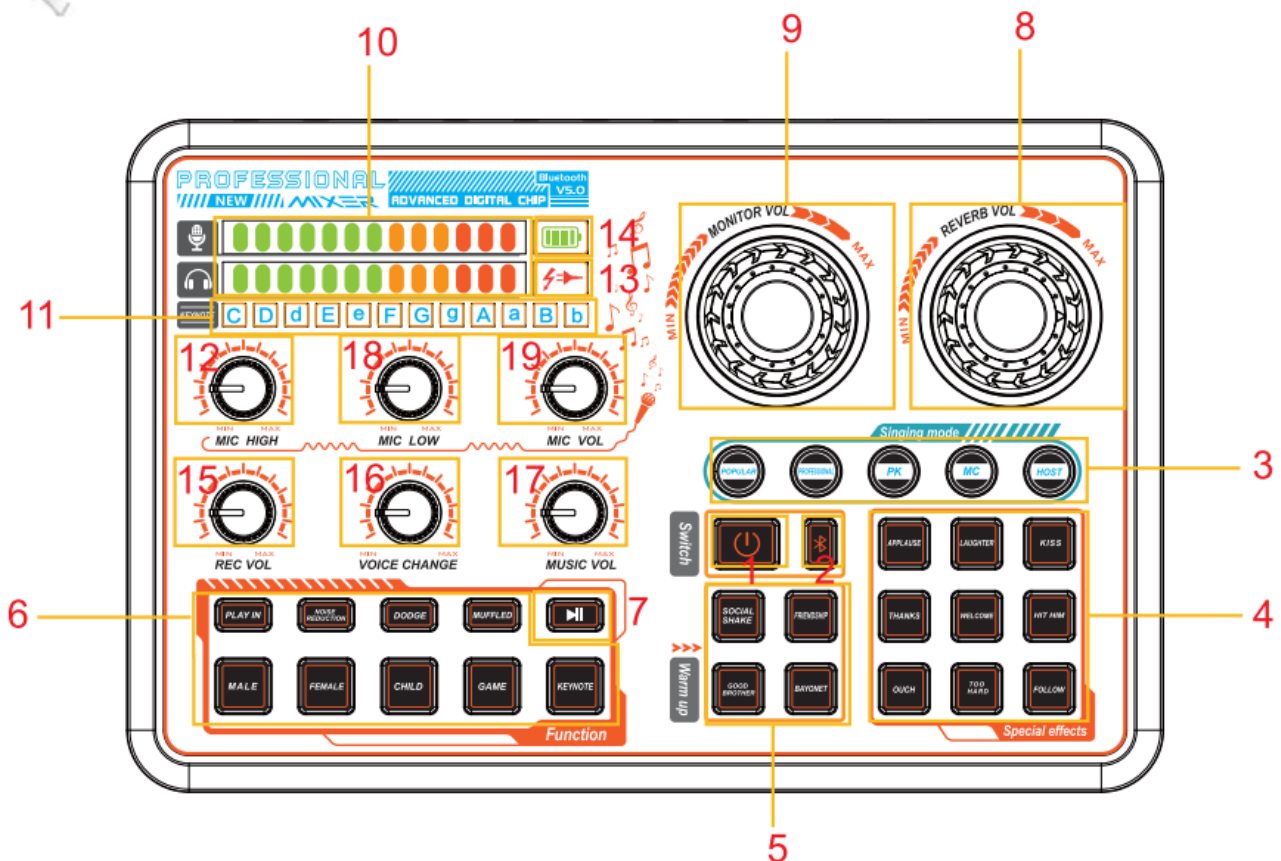 10
9
8
PROFESSIONAL
NEW MIXER
ADVANCED DIGITAL CHIP
Bluetooth
V5.0
MONITOR VOL
MIN
MAX
REVERB VOL
MIN
MAX
14
13
11
KEYNOTE C D d E e F G g A a B b
12 18 19
MIN MAX MIN MAX MIN MAX
MIC HIGH MIC LOW MIC VOL
Singing mode
POPULAR PROFESSIONAL PK MC HOST
3
15 16 17
MIN MAX MIN MAX MIN MAX
REC VOL VOICE CHANGE MUSIC VOL
Switch
1 2
APPLAUSE LAUGHTER KISS
THANKS WELCOME HIT HIM
OUCH TOO HARD FOLLOW
Special effects
4
Warm up
SOCIAL SHAKE FRIENDSHIP
GOOD BROTHER BAYONET
5
6
PLAY IN NOISE REDUCTION DODGE MUFFLED
7
MALE FEMALE CHILD GAME KEYNOTE
Function